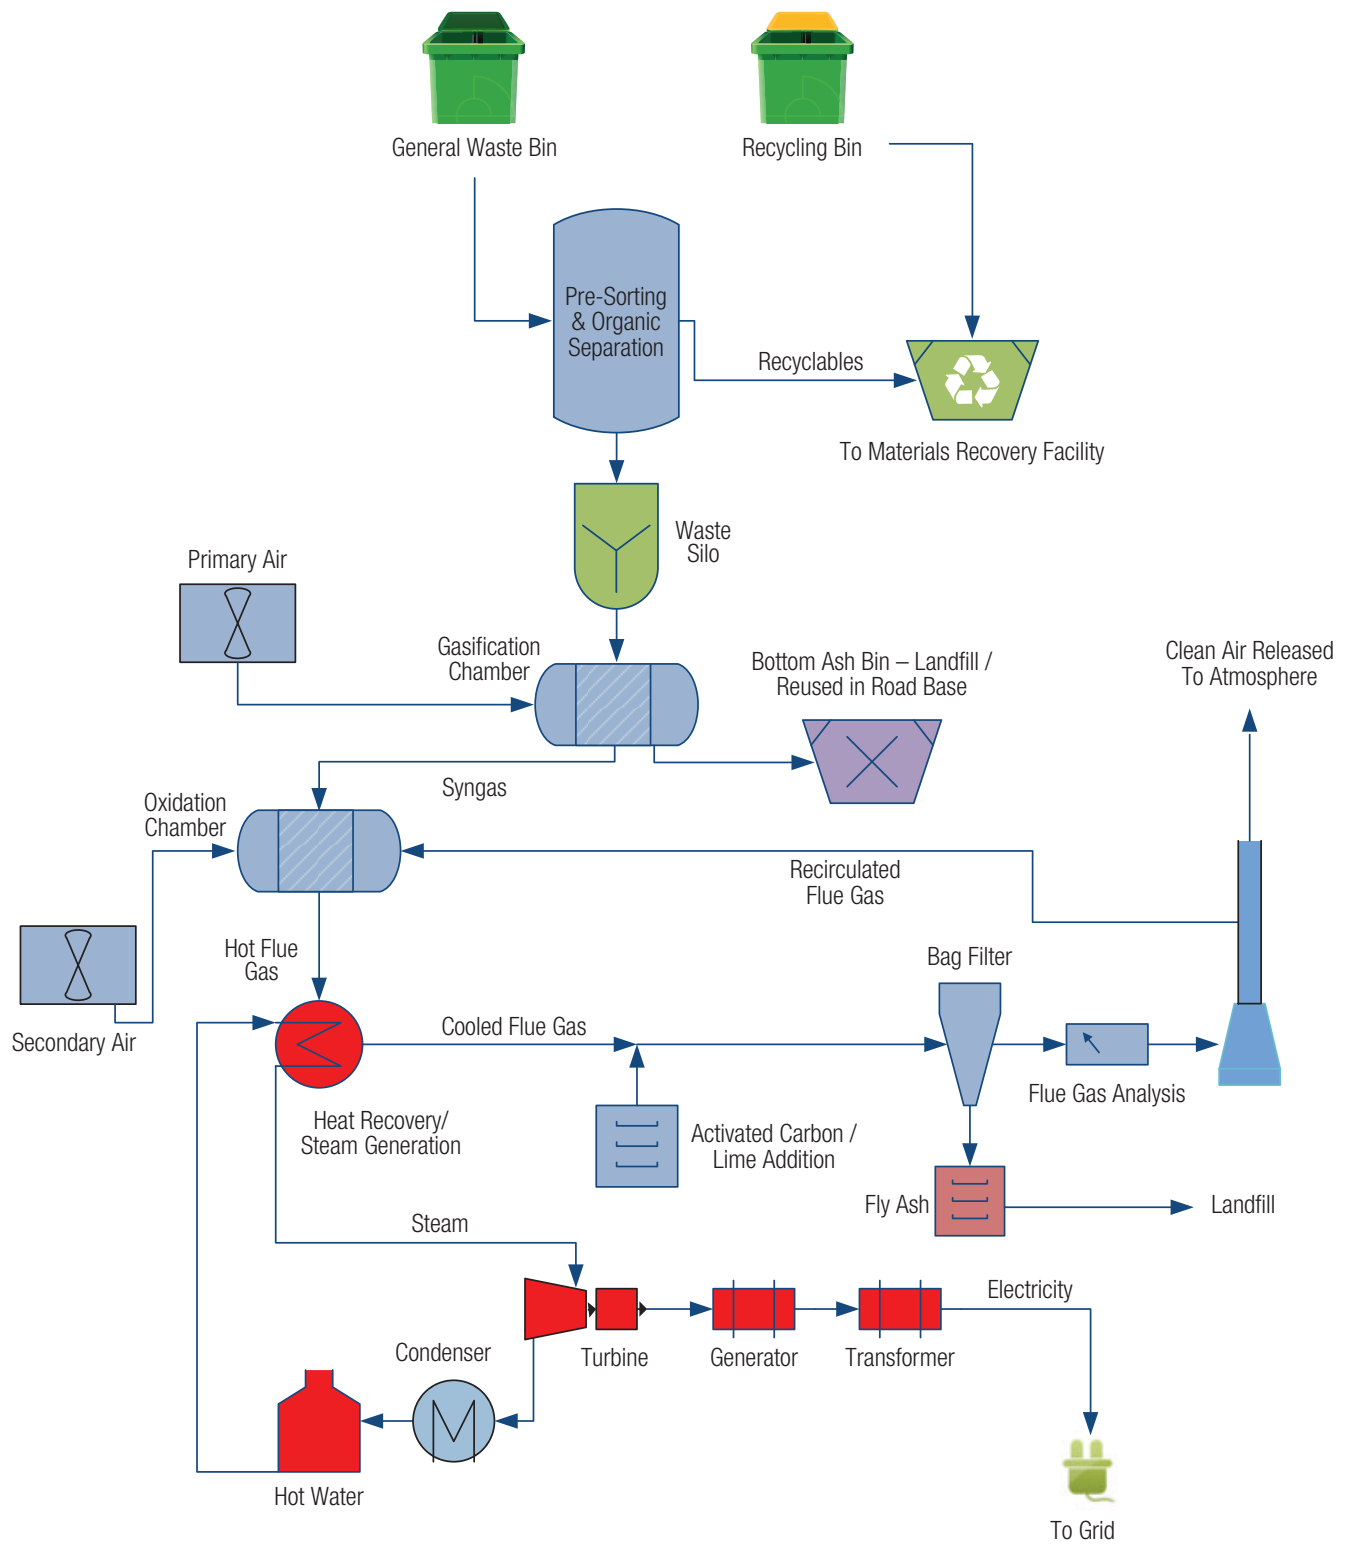 General Waste Bin
Recycling Bin
Pre-Sorting
& Organic
Separation
Recyclables
To Materials Recovery Facility
Waste
Silo
Primary Air
Gasification
Chamber
Bottom Ash Bin – Landfill /
Reused in Road Base
Clean Air Released
To Atmosphere
Syngas
Oxidation
Chamber
Recirculated
Flue Gas
Hot Flue
Gas
Bag Filter
Secondary Air
Cooled Flue Gas
Flue Gas Analysis
Heat Recovery/
Steam Generation
Activated Carbon /
Lime Addition
Fly Ash
Landfill
Steam
Electricity
Condenser
Turbine
Generator
Transformer
Hot Water
To Grid